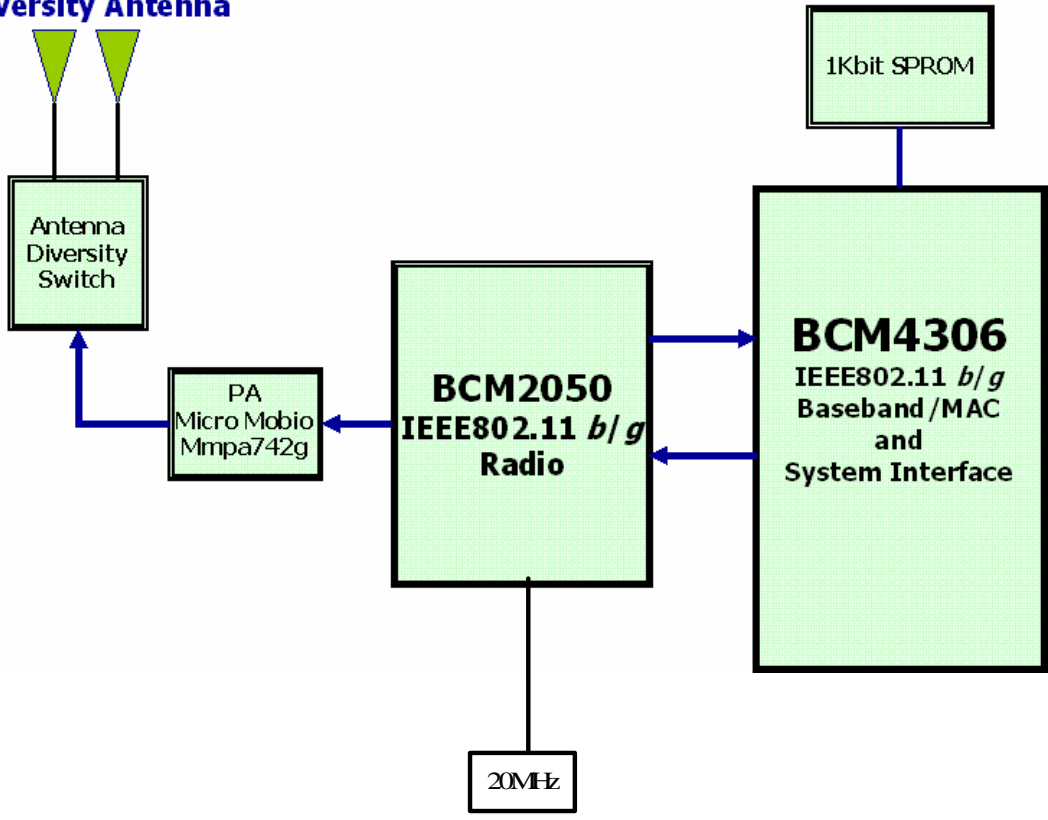 versity Antenna
1Kbit SPROM
Antenna
Diversity
Switch
PA
Micro Mobio
Mmpa742g
BCM2050
IEEE802.11 b/g
Radio
BCM4306
IEEE802.11 b/g
Baseband/MAC
and
System Interface
20MHz